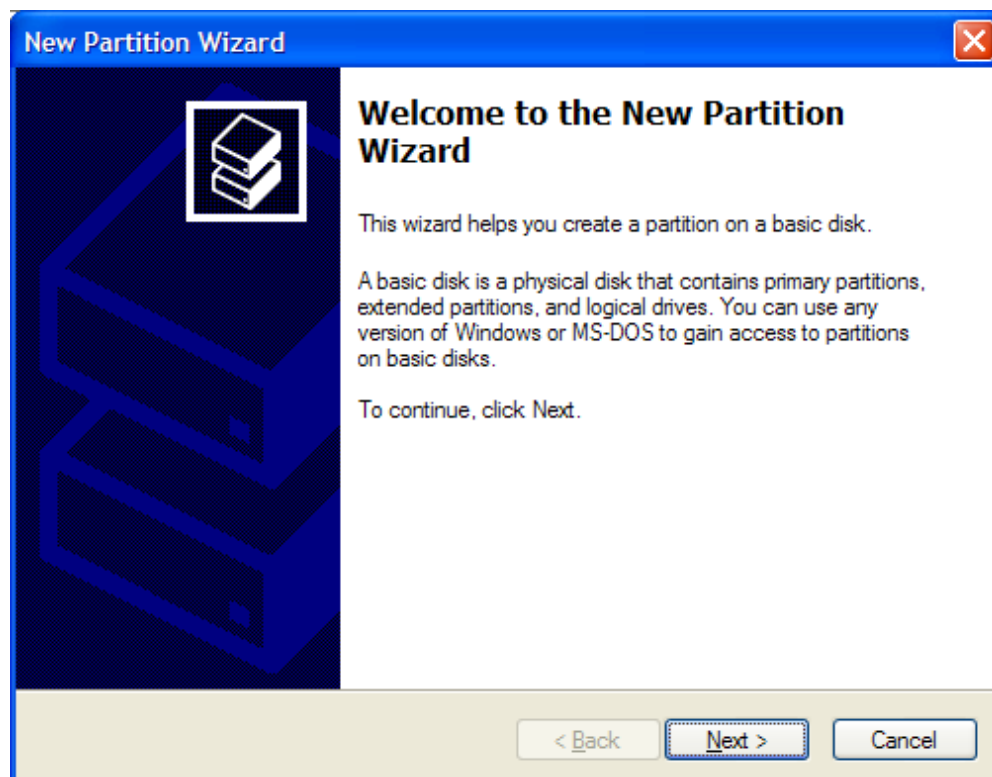 New Partition Wizard
Welcome to the New Partition
Wizard
This wizard helps you create a partition on a basic disk.
A basic disk is a physical disk that contains primary partitions,
extended partitions, and logical drives. You can use any
version of Windows or MS-DOS to gain access to partitions
on basic disks.
To continue, click Next.
< Back Next > Cancel